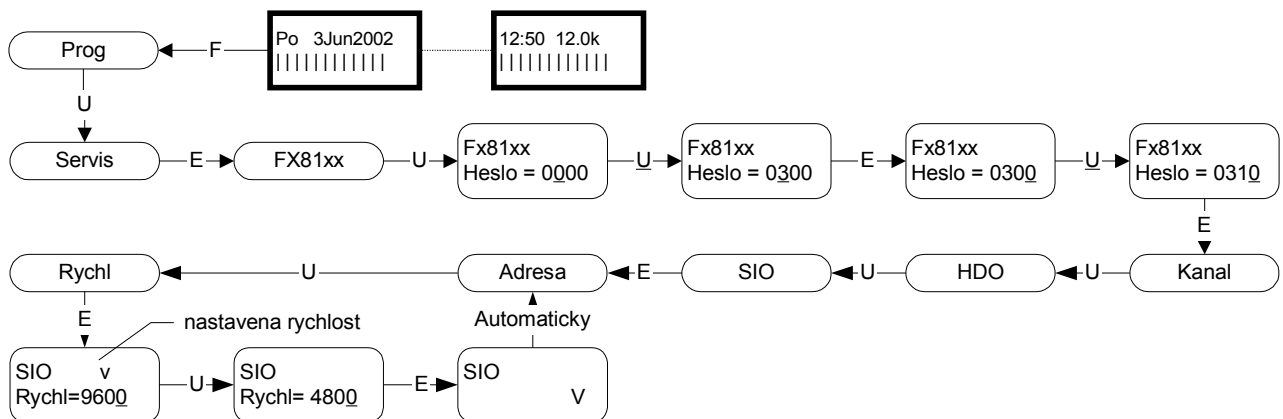 Prog
F
Po 3Jun2002
||||||||||||
12:50 12.0k
||||||||||||
U
Servis
E
FX81xx
U
Fx81xx
Heslo = 0000
U
Fx81xx
Heslo = 0300
E
Fx81xx
Heslo = 0300
U
Fx81xx
Heslo = 0310
E
Rychl
U
Adresa
E
SIO
U
HDO
U
Kanal
E
nastavena rychlost
Automaticky
SIO v
Rychl=9600
U
SIO
Rychl= 4800
E
SIO
V